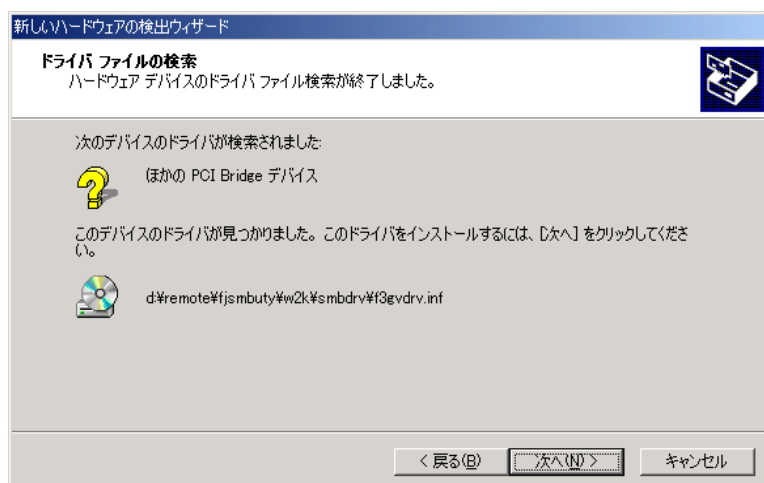 新しいハードウェアの検出ウィザード
ドライバ ファイルの検索
ハードウェア デバイスのドライバ ファイル検索が終了しました。
次のデバイスのドライバが検索されました:
ほかの PCI Bridge デバイス
このデバイスのドライバが見つかりました。このドライバをインストールするには、[次へ] をクリックしてくださ
い。
d:¥remote¥fjsmbuty¥w2k¥smbdrv¥f3gvdrv.inf
< 戻る(B) 次へ(N) > キャンセル